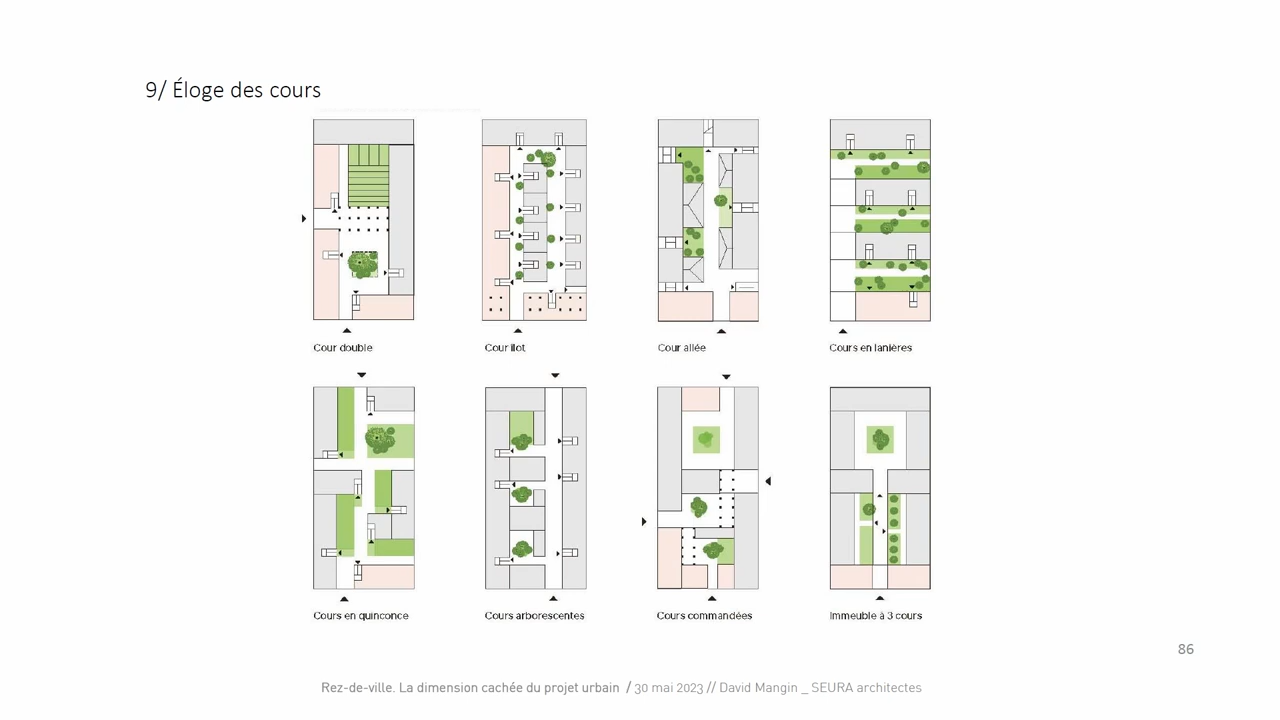 9/ Éloge des cours
Cour double
Cour îlot
Cour allée
Cours en lanières
Cours en quinconce
Cours arborescentes
Cours commandées
Immeuble à 3 cours
86
Rez-de-ville. La dimension cachée du projet urbain / 30 mai 2023 // David Mangin _ SEURA architectes